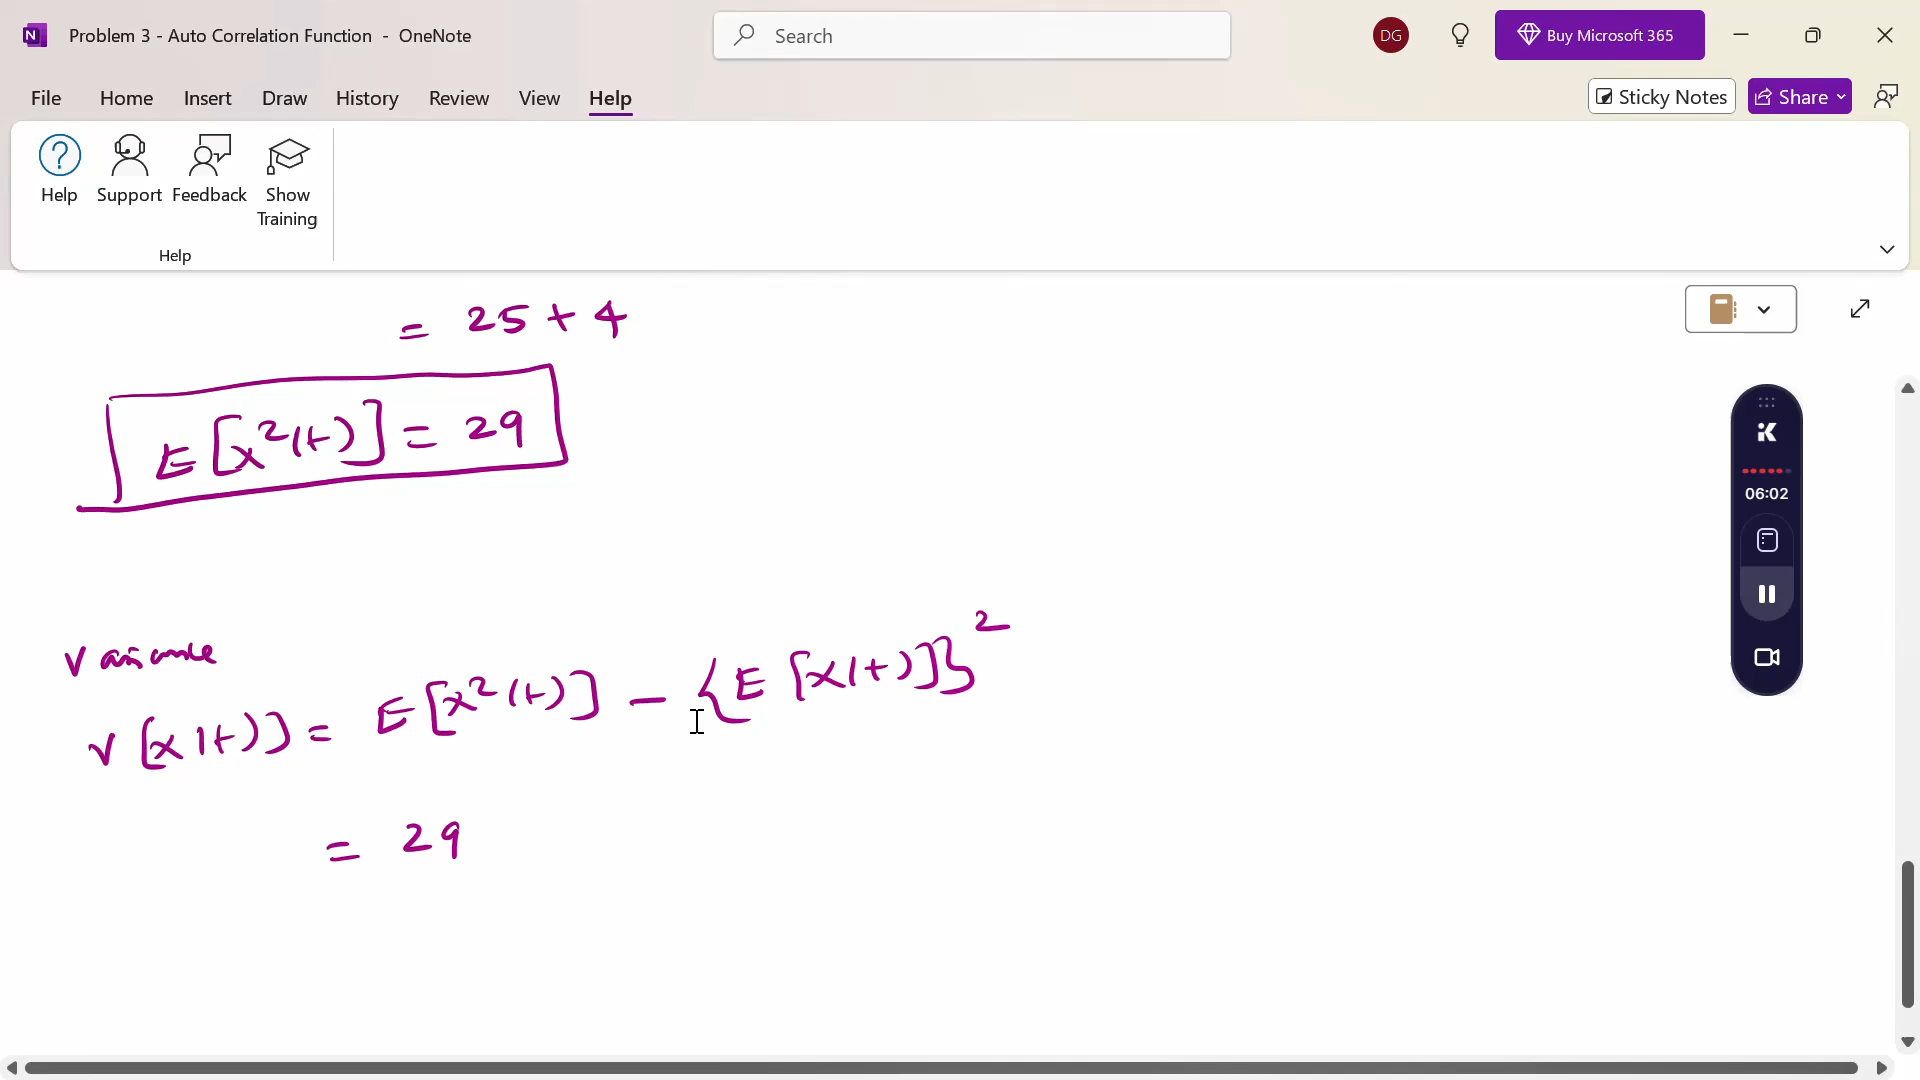 Problem 3 - Auto Correlation Function - OneNote
Search
DG
Buy Microsoft 365
File Home Insert Draw History Review View Help
Sticky Notes
Share
Help Support Feedback Show Training
Help
= 25 + 4
E[x²(t)] = 29
06:02
Variance
V[x(t)] = E[x²(t)] - {E[x(t)]}²
= 29